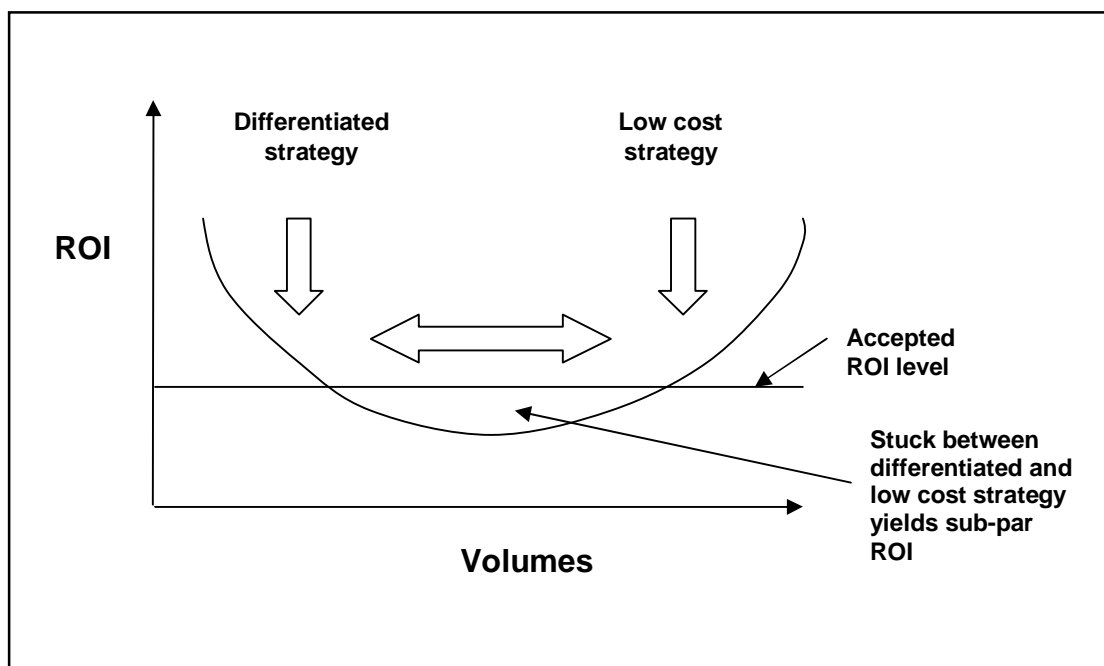 Differentiated
strategy
Low cost
strategy
ROI
Accepted
ROI level
Stuck between
differentiated and
low cost strategy
yields sub-par
ROI
Volumes